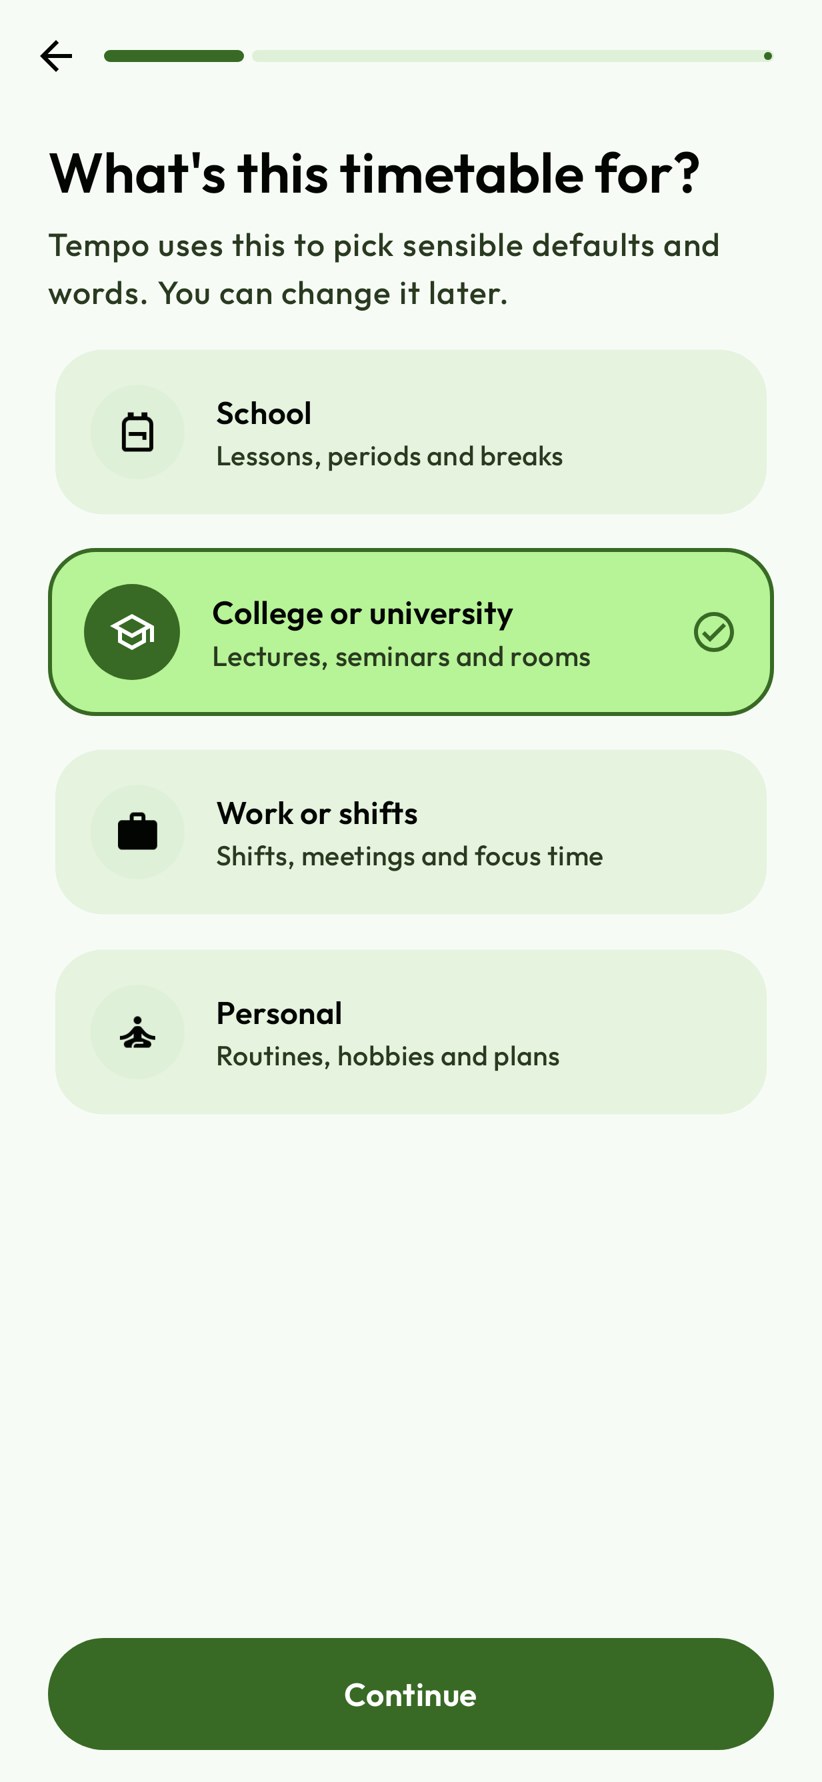 What's this timetable for?
Tempo uses this to pick sensible defaults and
words. You can change it later.
School
Lessons, periods and breaks
College or university
Lectures, seminars and rooms
Work or shifts
Shifts, meetings and focus time
Personal
Routines, hobbies and plans
Continue